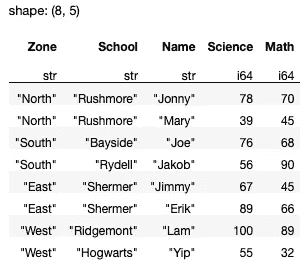 shape: (8, 5)
Zone School Name Science Math
str str str i64 i64
"North" "Rushmore" "Jonny" 78 70
"North" "Rushmore" "Mary" 39 45
"South" "Bayside" "Joe" 76 68
"South" "Rydell" "Jakob" 56 90
"East" "Shermer" "Jimmy" 67 45
"East" "Shermer" "Erik" 89 66
"West" "Ridgemont" "Lam" 100 89
"West" "Hogwarts" "Yip" 55 32